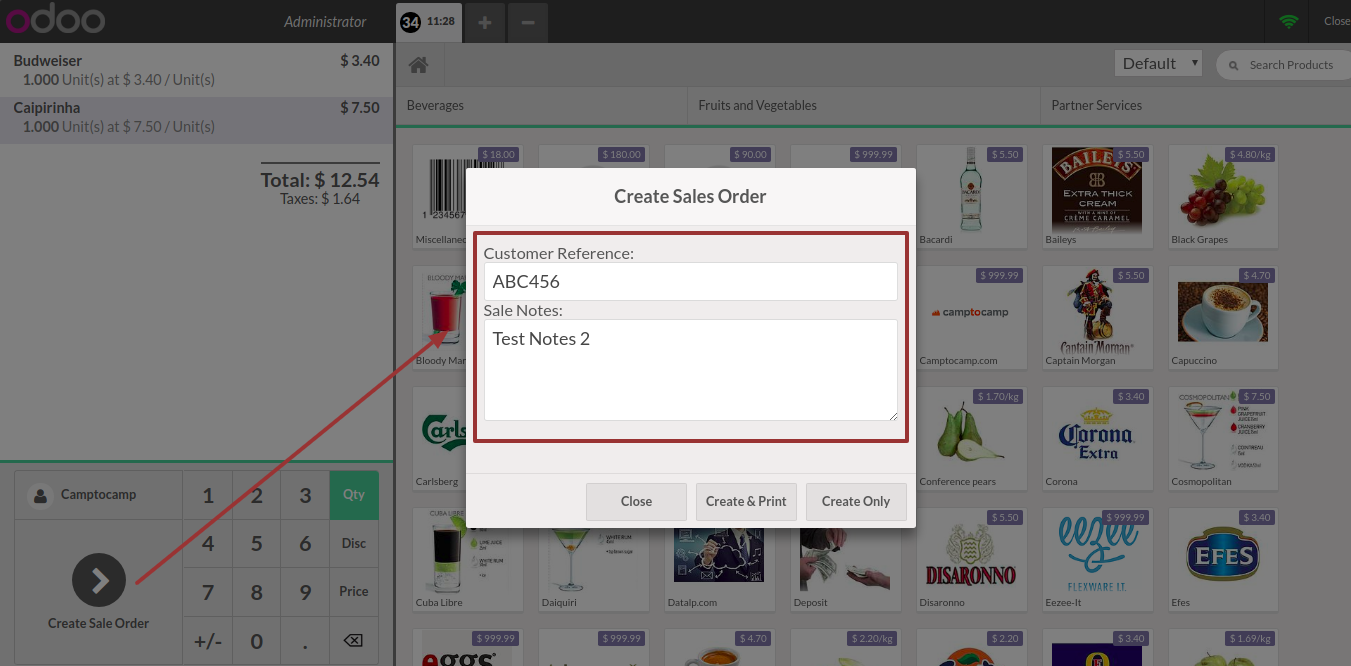 odoo
Administrator
34 11:28
Close
Budweiser $ 3.40
1.000 Unit(s) at $ 3.40 / Unit(s)
Caipirinha $ 7.50
1.000 Unit(s) at $ 7.50 / Unit(s)
Total: $ 12.54
Taxes: $ 1.64
Default
Search Products
Beverages
Fruits and Vegetables
Partner Services
$ 18.00
$ 180.00
$ 90.00
$ 999.99
$ 5.50
$ 5.50
$ 4.80/kg
BAILEYS
EXTRA THICK
CREAM
WITH A HINT OF
CRÈME CARAMEL
Bacardi
Baileys
Black Grapes
Create Sales Order
Customer Reference:
ABC456
Sale Notes:
Test Notes 2
Close
Create & Print
Create Only
$ 999.99
$ 5.50
$ 4.70
camptocamp
Captain Morgan
Camptocamp.com
Captain Morgan
Capuccino
$ 1.70/kg
$ 3.40
$ 7.50
Corona
Extra
COSMOPOLITAN
Carlsberg
Conference pears
Corona
Cosmopolitan
Camptocamp
1 2 3 Qty
4 5 6 Disc
7 8 9 Price
+/- 0 .
Create Sale Order
CUBA LIBRE
$ 5.50
$ 999.99
$ 3.40
DISARONNO
eezee
FLEXWARE I.T.
EFES
Cuba Libre
Daiquiri
Datalp.com
Deposit
Disaronno
Eezee-It
Efes
$ 999.99
$ 999.99
$ 4.70
$ 2.20/kg
$ 2.20
$ 3.40
$ 1.69/kg
eggs